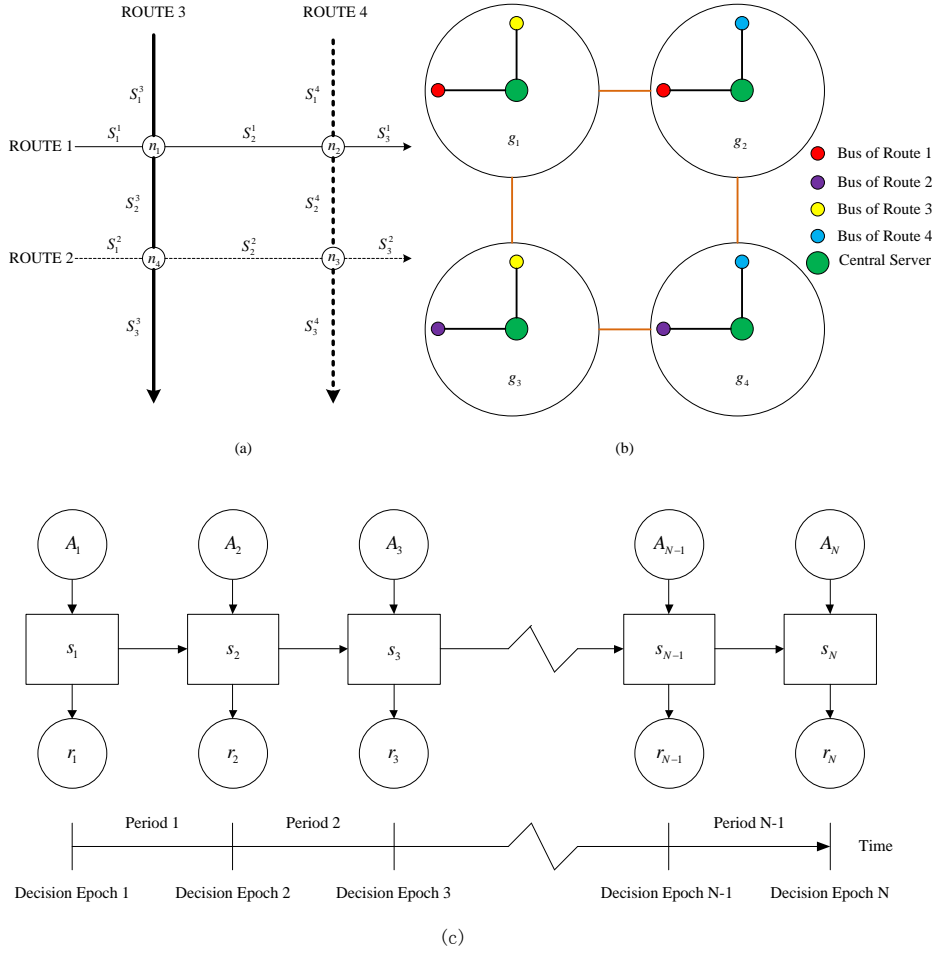 ROUTE 3 ROUTE 4
S_1^3 S_1^4
S_1^1 S_2^1 S_3^1
ROUTE 1 n_1 n_2
S_2^3 S_2^4
S_1^2 S_2^2 S_3^2
ROUTE 2 n_4 n_3
S_3^3 S_3^4
(a)
g_1 g_2
g_3 g_4
Bus of Route 1
Bus of Route 2
Bus of Route 3
Bus of Route 4
Central Server
(b)
A_1 A_2 A_3 A_{N-1} A_N
s_1 s_2 s_3 s_{N-1} s_N
r_1 r_2 r_3 r_{N-1} r_N
Period 1 Period 2 Period N-1
Time
Decision Epoch 1 Decision Epoch 2 Decision Epoch 3 Decision Epoch N-1 Decision Epoch N
(c)